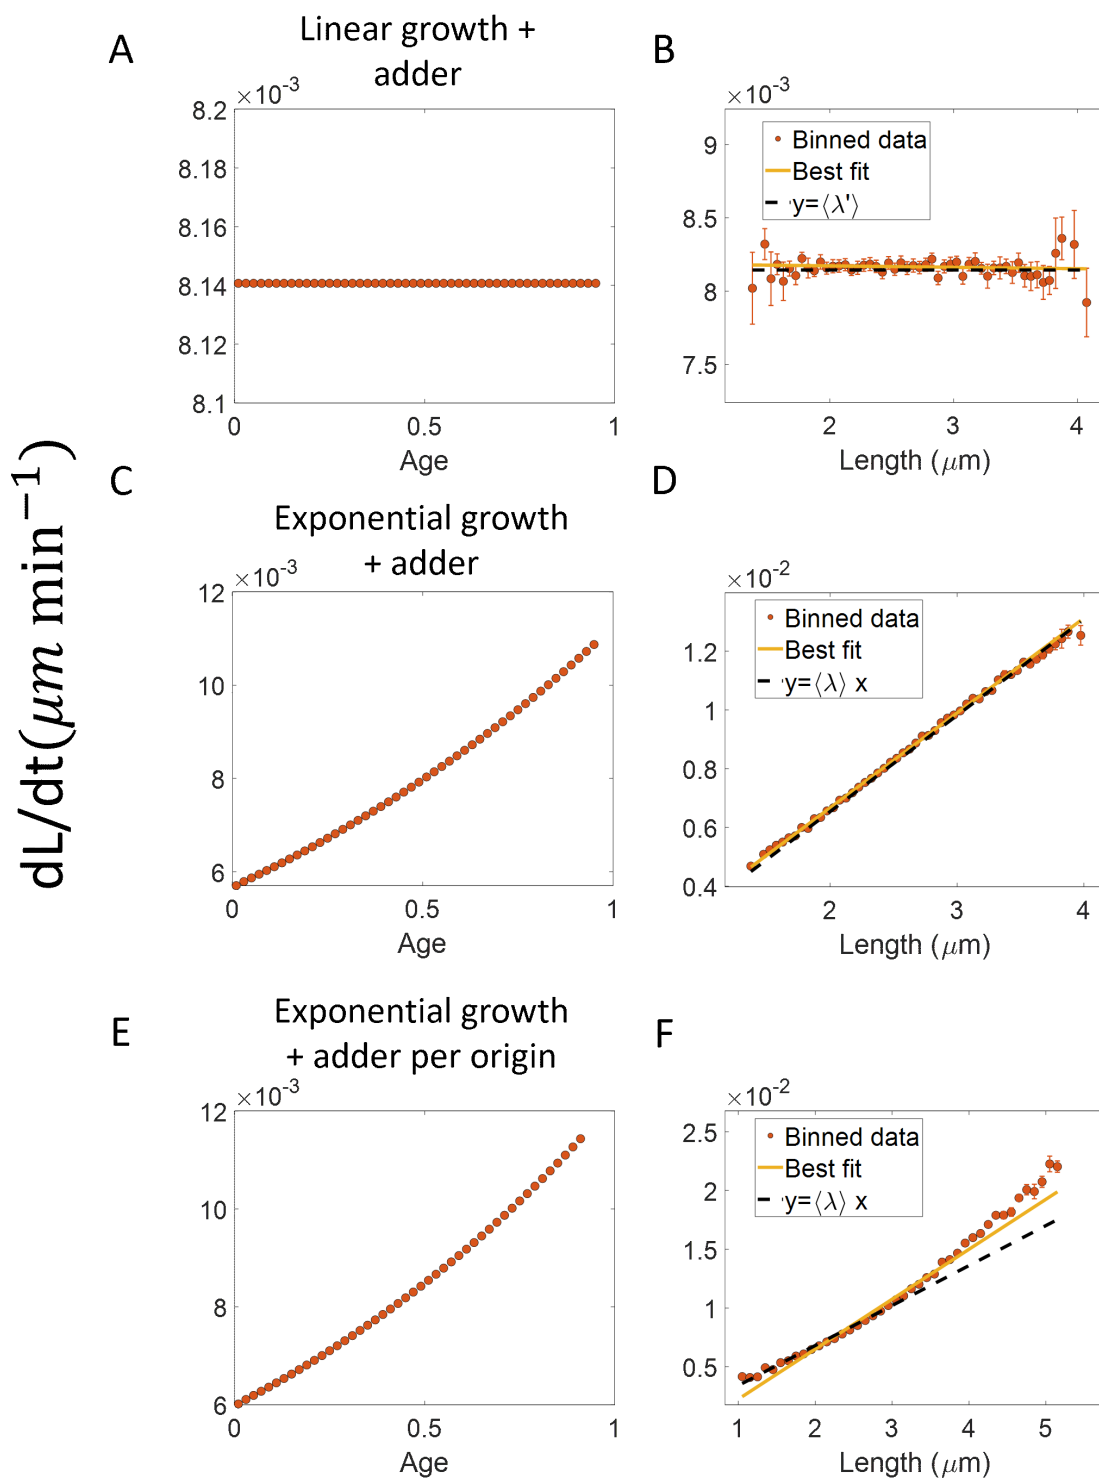 dL/dt(μm min⁻¹)
A
Linear growth +
adder
×10⁻³
8.2
8.18
8.16
8.14
8.12
8.1
0
0.5
1
Age
B
×10⁻³
9
8
7.5
Binned data
Best fit
y=⟨λ'⟩
2
3
4
Length (μm)
C
Exponential growth
+ adder
×10⁻³
12
10
8
6
0
0.5
1
Age
D
×10⁻²
1.2
1
0.8
0.6
0.4
Binned data
Best fit
y=⟨λ⟩ x
2
3
4
Length (μm)
E
Exponential growth
+ adder per origin
×10⁻³
12
10
8
6
0
0.5
1
Age
F
×10⁻²
2.5
2
1.5
1
0.5
Binned data
Best fit
y=⟨λ⟩ x
1
2
3
4
5
Length (μm)